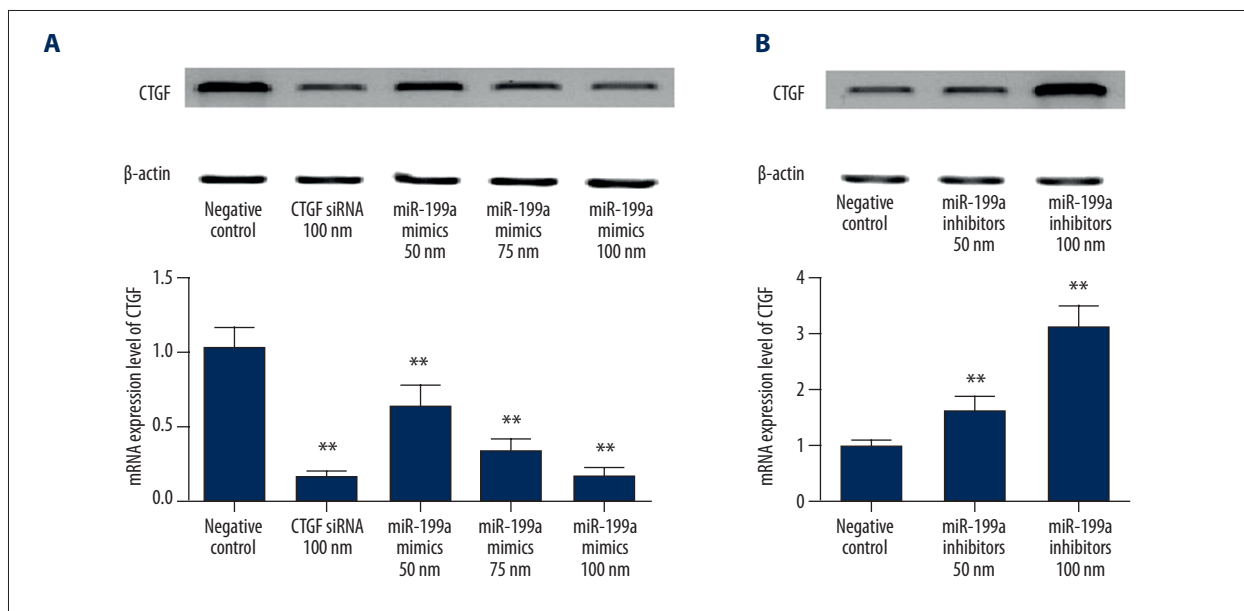 A
CTGF
β-actin
Negative
control
CTGF siRNA
100 nm
miR-199a
mimics
50 nm
miR-199a
mimics
75 nm
miR-199a
mimics
100 nm
mRNA expression level of CTGF
1.5
1.0
0.5
0.0
**
**
**
**
Negative
control
CTGF siRNA
100 nm
miR-199a
mimics
50 nm
miR-199a
mimics
75 nm
miR-199a
mimics
100 nm
B
CTGF
β-actin
Negative
control
miR-199a
inhibitors
50 nm
miR-199a
inhibitors
100 nm
mRNA expression level of CTGF
4
3
2
1
0
**
**
Negative
control
miR-199a
inhibitors
50 nm
miR-199a
inhibitors
100 nm